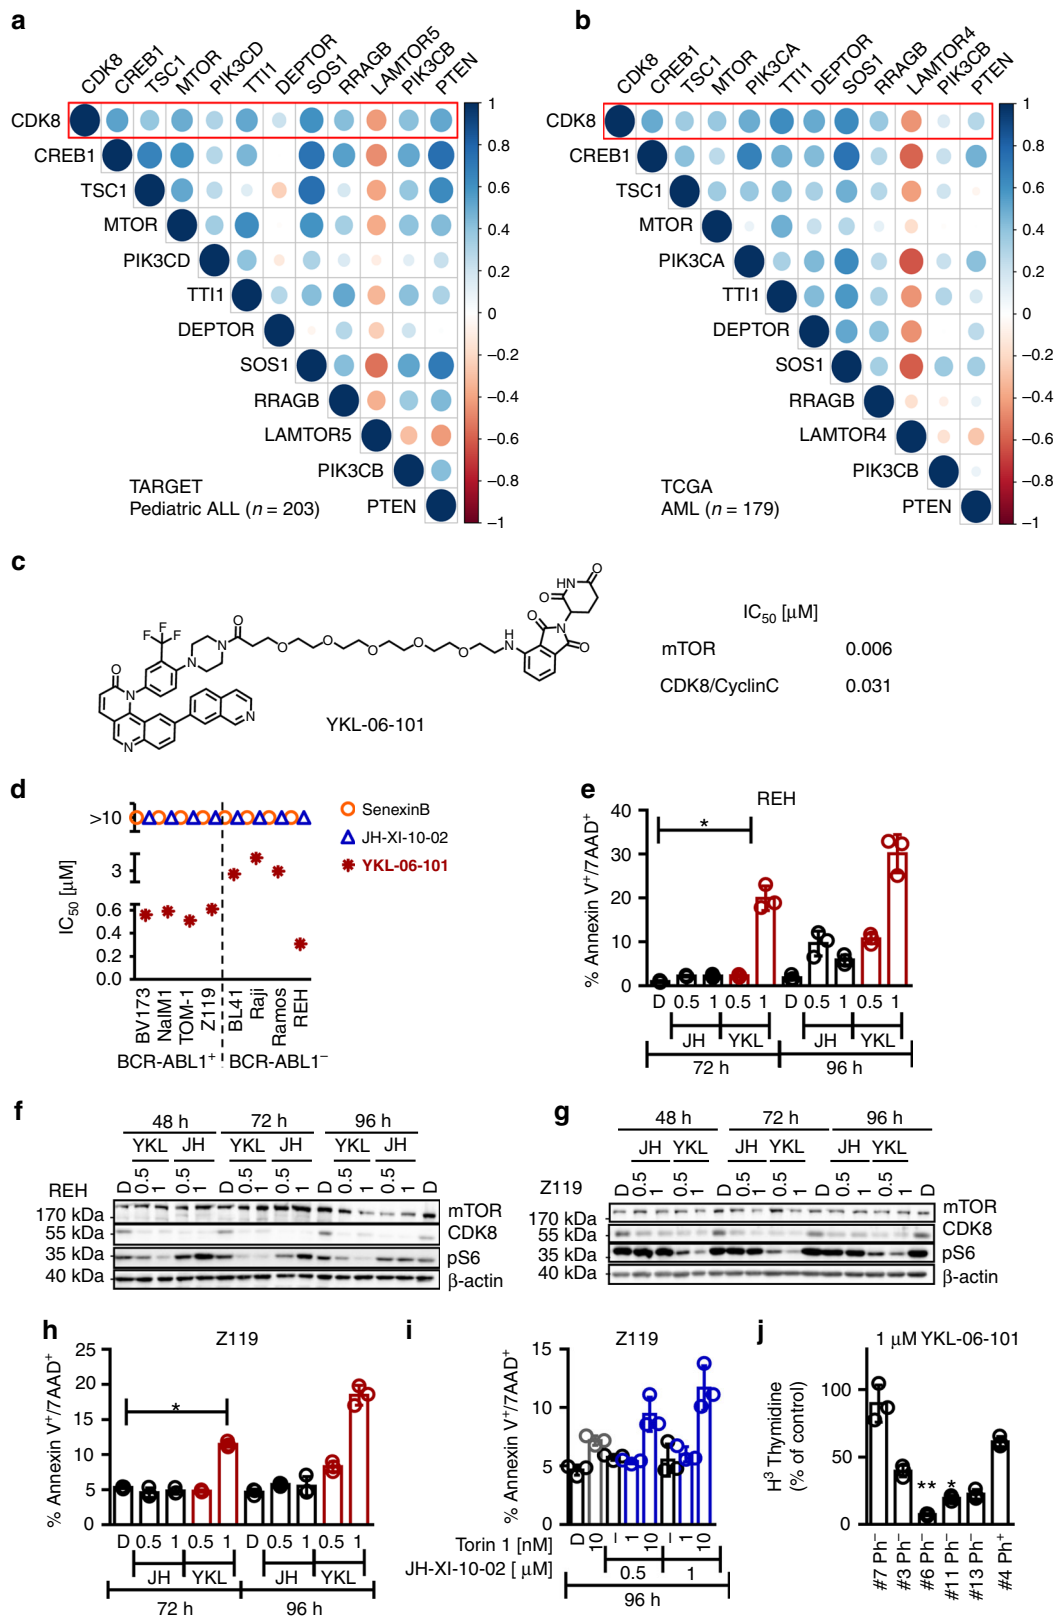 a
CDK8 CREB1 TSC1 MTOR PIK3CD TTI1 DEPTOR SOS1 RRAGB LAMTOR5 PIK3CB PTEN
CDK8
CREB1
TSC1
MTOR
PIK3CD
TTI1
DEPTOR
SOS1
RRAGB
LAMTOR5
PIK3CB
PTEN
TARGET
Pediatric ALL (n = 203)
1
0.8
0.6
0.4
0.2
0
−0.2
−0.4
−0.6
−0.8
−1
b
CDK8 CREB1 TSC1 MTOR PIK3CA TTI1 DEPTOR SOS1 RRAGB LAMTOR4 PIK3CB PTEN
CDK8
CREB1
TSC1
MTOR
PIK3CA
TTI1
DEPTOR
SOS1
RRAGB
LAMTOR4
PIK3CB
PTEN
TCGA
AML (n = 179)
1
0.8
0.6
0.4
0.2
0
−0.2
−0.4
−0.6
−0.8
−1
c
F F F
O N N N O O O O O O O H N O N O HN O O
N N
YKL-06-101
IC50 [μM]
mTOR 0.006
CDK8/CyclinC 0.031
d
IC50 [μM]
>10
3
0.6
0.4
0.2
0.0
SenexinB
JH-XI-10-02
YKL-06-101
BV173 NalM1 TOM-1 Z119 BL41 Raji Ramos REH
BCR-ABL1+ BCR-ABL1−
e
REH
% Annexin V+/7AAD+
40
30
20
10
0
*
D 0.5 1 0.5 1 D 0.5 1 0.5 1
JH YKL JH YKL
72 h 96 h
f
48 h 72 h 96 h
YKL JH YKL JH YKL JH
REH D 0.5 1 0.5 1 D 0.5 1 0.5 1 D 0.5 1 0.5 1 D
170 kDa mTOR
55 kDa CDK8
35 kDa pS6
40 kDa β-actin
g
48 h 72 h 96 h
JH YKL JH YKL JH YKL
Z119 D 0.5 1 0.5 1 D 0.5 1 0.5 1 D 0.5 1 0.5 1 D
170 kDa mTOR
55 kDa CDK8
35 kDa pS6
40 kDa β-actin
h
Z119
% Annexin V+/7AAD+
25
20
15
10
5
0
*
D 0.5 1 0.5 1 D 0.5 1 0.5 1
JH YKL JH YKL
72 h 96 h
i
Z119
% Annexin V+/7AAD+
15
10
5
0
Torin 1 [nM] D 10 – 1 10 – 1 10
JH-XI-10-02 [ μM] 0.5 1
96 h
j
1 μM YKL-06-101
H3 Thymidine
(% of control)
100
50
0
** *
#7 Ph− #3 Ph− #6 Ph− #11 Ph− #13 Ph− #4 Ph+